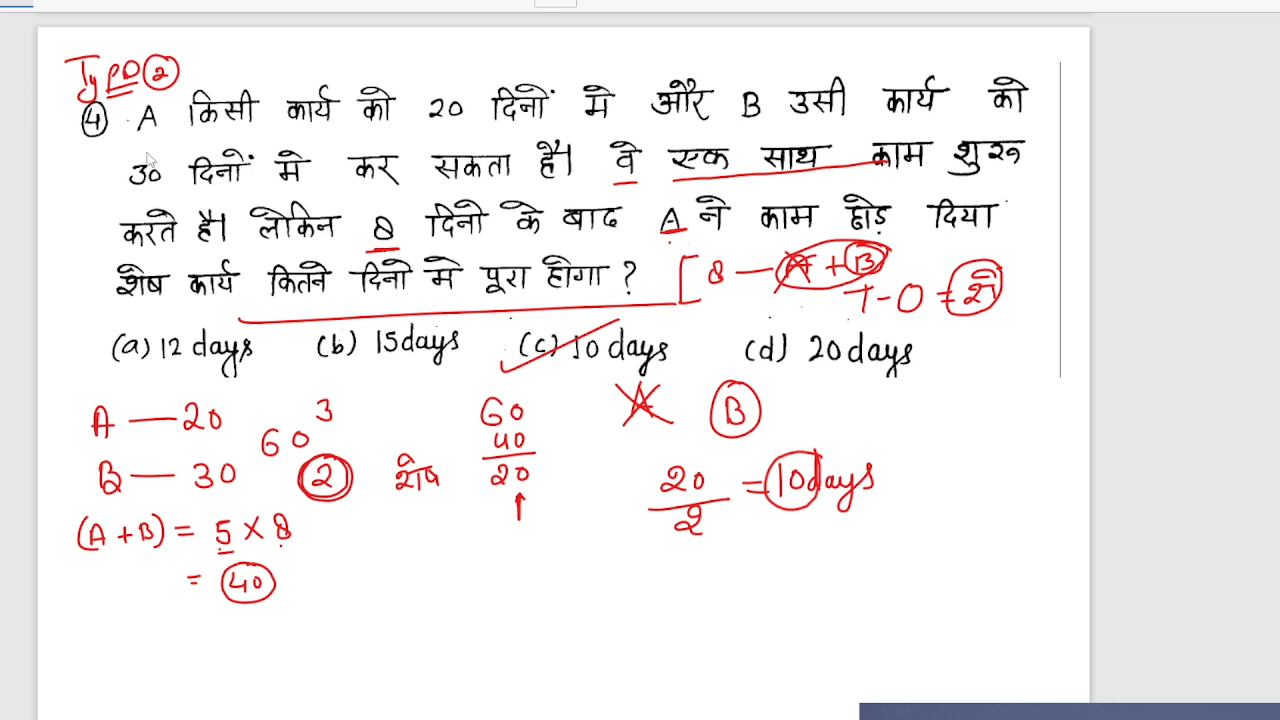 Type ②
④ A किसी कार्य को 20 दिनों मे और B उसी कार्य को
30 दिनों मे कर सकता है। वे एक साथ काम शुरू
करते है। लेकिन 8 दिनो के बाद A ने काम छोड़ दिया
शेष कार्य कितने दिनो मे पूरा होगा ? [ 8 — A + B
T-0 =
(a) 12 days (b) 15 days (c) 10 days (d) 20 days
A — 20 3 60 A B
60 40
B — 30 2 शेष 20 20/2 = 10 days
(A + B) = 5 × 8
= 40